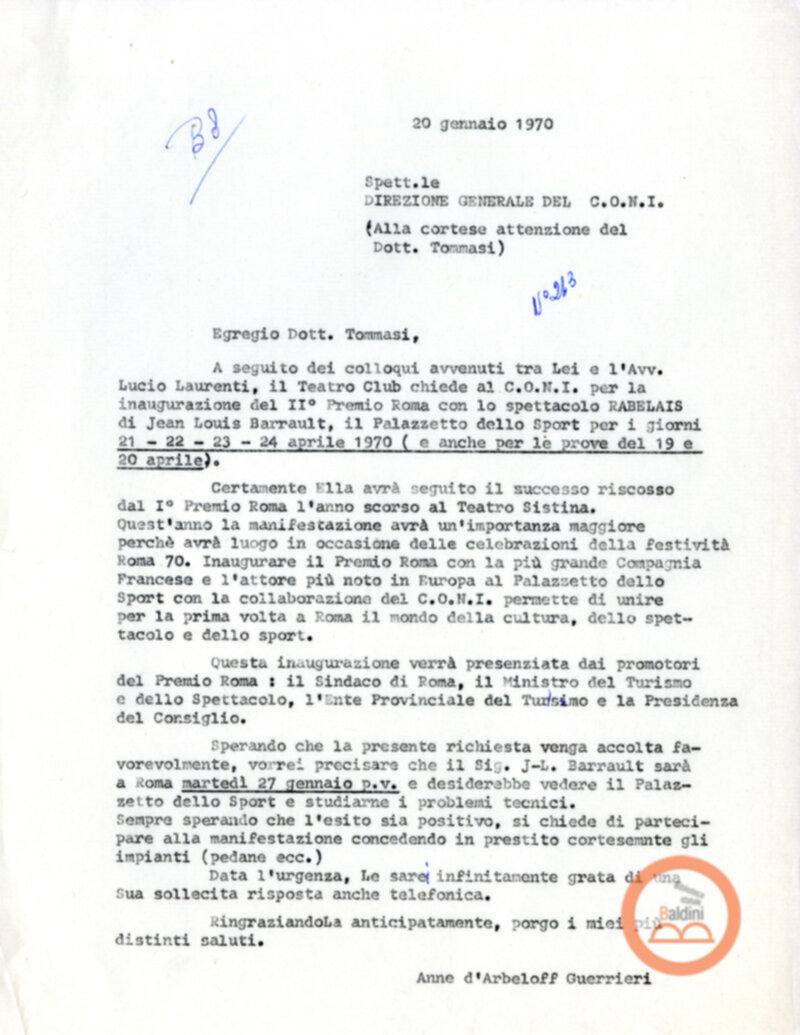 20 gennaio 1970
B8
Spett.le
DIREZIONE GENERALE DEL C.O.N.I.
(Alla cortese attenzione del
Dott. Tommasi)
N° 263
Egregio Dott. Tommasi,
A seguito dei colloqui avvenuti tra Lei e l'Avv.
Lucio Laurenti, il Teatro Club chiede al C.O.N.I. per la
inaugurazione del II° Premio Roma con lo spettacolo RABELAIS
di Jean Louis Barrault, il Palazzetto dello Sport per i giorni
21 - 22 - 23 - 24 aprile 1970 ( e anche per lè prove del 19 e
20 aprile).
Certamente Ella avrà seguito il successo riscosso
dal I° Premio Roma l'anno scorso al Teatro Sistina.
Quest'anno la manifestazione avrà un'importanza maggiore
perchè avrà luogo in occasione delle celebrazioni della festività
Roma 70. Inaugurare il Premio Roma con la più grande Compagnia
Francese e l'attore più noto in Europa al Palazzetto dello
Sport con la collaborazione del C.O.N.I. permette di unire
per la prima volta a Roma il mondo della cultura, dello spet-
tacolo e dello sport.
Questa inaugurazione verrà presenziata dai promotori
del Premio Roma : il Sindaco di Roma, il Ministro del Turismo
e dello Spettacolo, l'Ente Provinciale del Turismo e la Presidenza
del Consiglio.
Sperando che la presente richiesta venga accolta fa-
vorevolmente, vorrei precisare che il Sig. J-L. Barrault sarà
a Roma martedì 27 gennaio p.v. e desiderabbe vedere il Palaz-
zetto dello Sport e studiarne i problemi tecnici.
Sempre sperando che l'esito sia positivo, si chiede di parteci-
pare alla manifestazione concedendo in prestito cortesemnte gli
impianti (pedane ecc.)
Data l'urgenza, Le sarei infinitamente grata di una
Sua sollecita risposta anche telefonica.
RingraziandoLa anticipatamente, porgo i miei più
distinti saluti.
Anne d'Arbeloff Guerrieri
Biblioteca
statale
Baldini